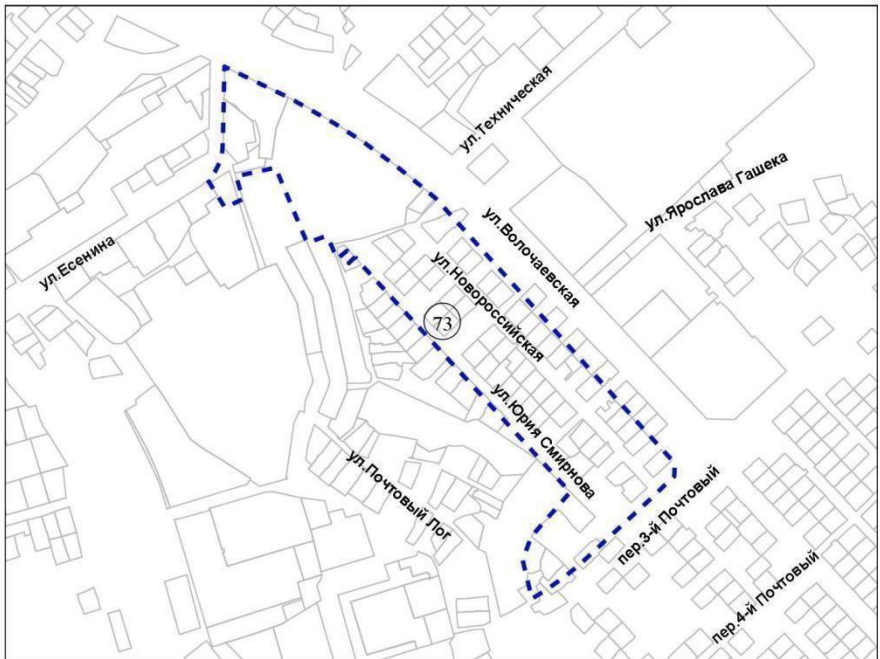 ул.Техническая
ул.Ярослава Гашека
ул.Волочаевская
ул.Есенина
ул.Новороссийская
73
ул.Юрия Смирнова
ул.Почтовый Лог
пер.3-й Почтовый
пер.4-й Почтовый